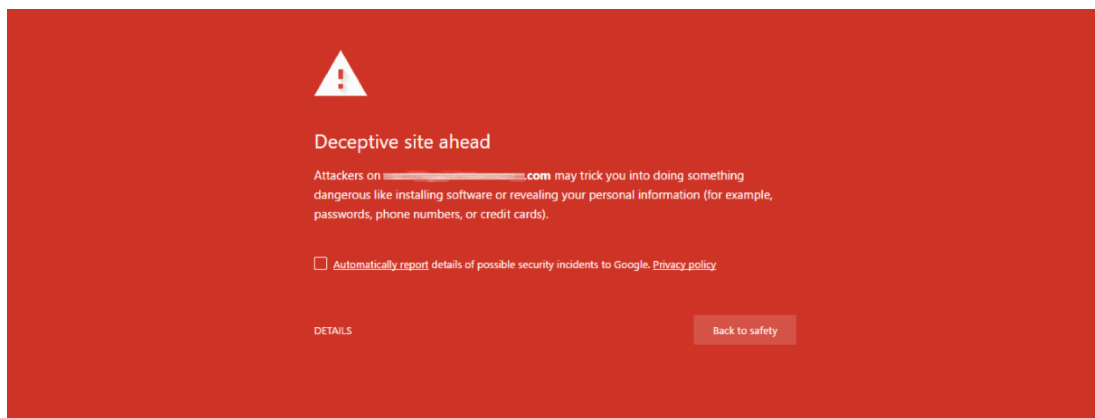 Deceptive site ahead
Attackers on .com may trick you into doing something
dangerous like installing software or revealing your personal information (for example,
passwords, phone numbers, or credit cards).
Automatically report details of possible security incidents to Google. Privacy policy
DETAILS
Back to safety